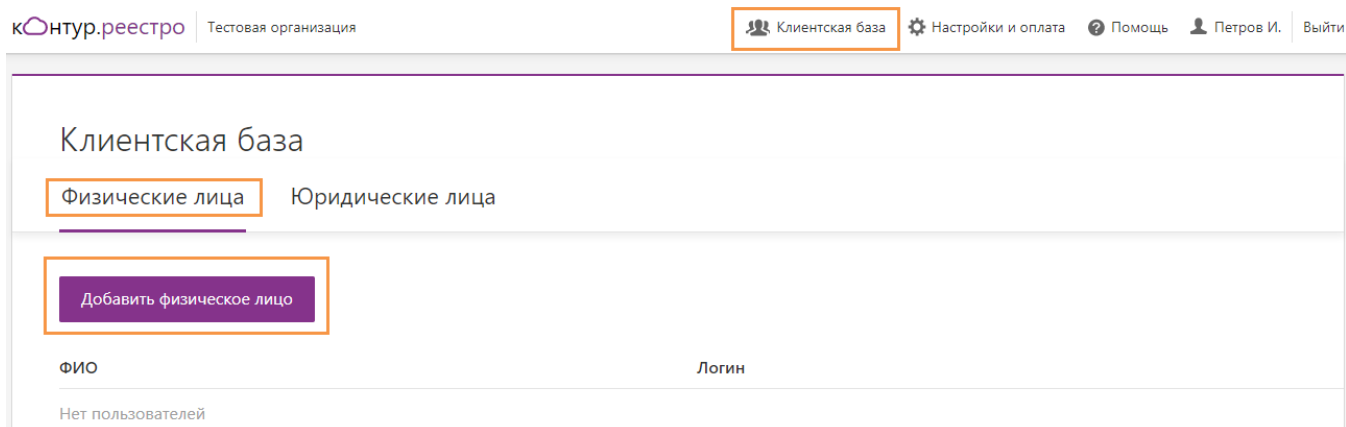 контур.реестро Тестовая организация Клиентская база Настройки и оплата Помощь Петров И. Выйти
Клиентская база
Физические лица Юридические лица
Добавить физическое лицо
ФИО Логин
Нет пользователей